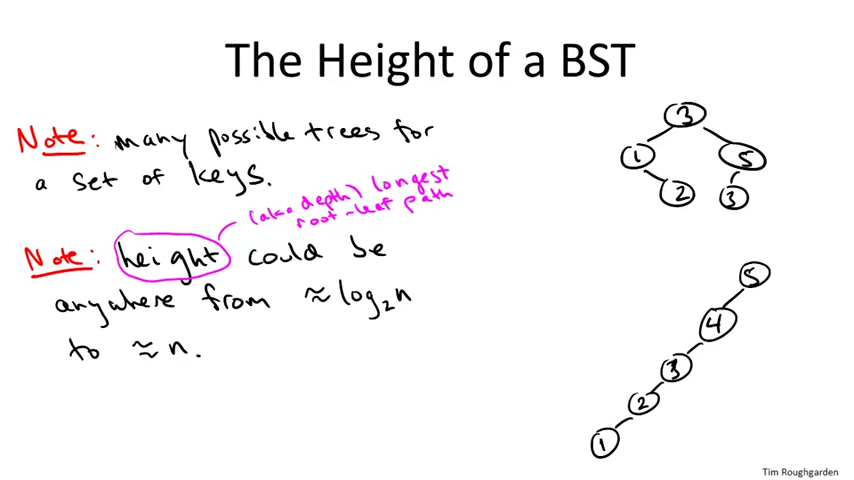 The Height of a BST
Note: many possible trees for
a set of keys.
(aka depth) longest
root-leaf path
Note: height could be
anywhere from ≈ log₂n
to ≈ n.
3
1 5
2 3
5
4
3
2
1
Tim Roughgarden